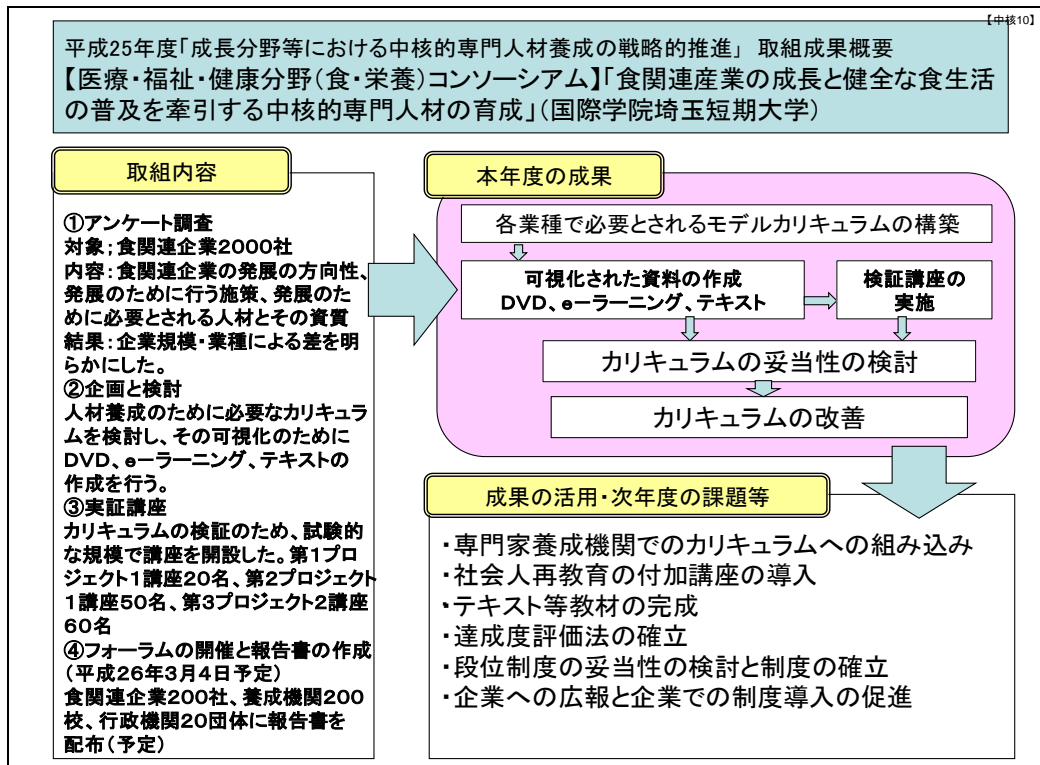 【中核10】
平成25年度「成長分野等における中核的専門人材養成の戦略的推進」 取組成果概要
【医療・福祉・健康分野(食・栄養)コンソーシアム】「食関連産業の成長と健全な食生活
の普及を牽引する中核的専門人材の育成」(国際学院埼玉短期大学)
取組内容
①アンケート調査
対象；食関連企業2000社
内容：食関連企業の発展の方向性、
発展のために行う施策、発展のた
めに必要とされる人材とその資質
結果：企業規模・業種による差を明
らかにした。
②企画と検討
人材養成のために必要なカリキュラ
ムを検討し、その可視化のために
DVD、e－ラーニング、テキストの
作成を行う。
③実証講座
カリキュラムの検証のため、試験的
な規模で講座を開設した。第1プロ
ジェクト1講座20名、第2プロジェクト
1講座50名、第3プロジェクト2講座
60名
④フォーラムの開催と報告書の作成
(平成26年3月4日予定)
食関連企業200社、養成機関200
校、行政機関20団体に報告書を
配布(予定)
本年度の成果
各業種で必要とされるモデルカリキュラムの構築
可視化された資料の作成
DVD、e－ラーニング、テキスト
検証講座の
実施
カリキュラムの妥当性の検討
カリキュラムの改善
成果の活用・次年度の課題等
・専門家養成機関でのカリキュラムへの組み込み
・社会人再教育の付加講座の導入
・テキスト等教材の完成
・達成度評価法の確立
・段位制度の妥当性の検討と制度の確立
・企業への広報と企業での制度導入の促進